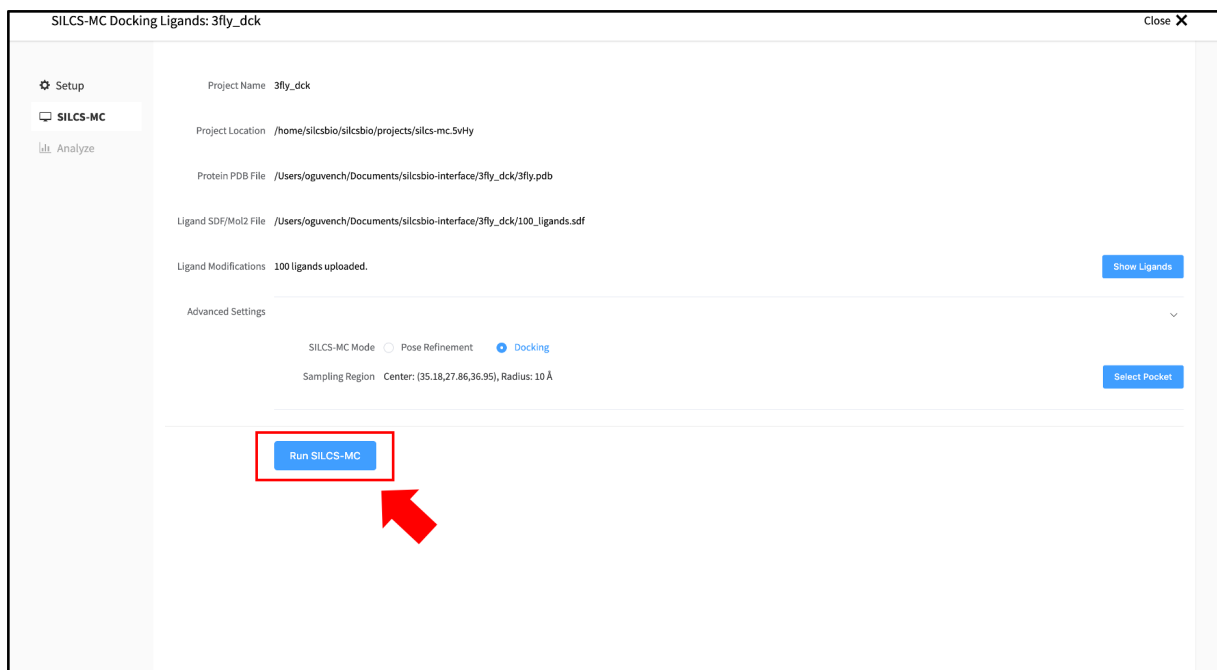 SILCS-MC Docking Ligands: 3fly_dck
Close
Setup
SILCS-MC
Analyze
Project Name 3fly_dck
Project Location /home/silcsbio/silcsbio/projects/silcs-mc.5vHy
Protein PDB File /Users/oguvench/Documents/silcsbio-interface/3fly_dck/3fly.pdb
Ligand SDF/Mol2 File /Users/oguvench/Documents/silcsbio-interface/3fly_dck/100_ligands.sdf
Ligand Modifications 100 ligands uploaded. Show Ligands
Advanced Settings
SILCS-MC Mode Pose Refinement Docking
Sampling Region Center: (35.18,27.86,36.95), Radius: 10 Å Select Pocket
Run SILCS-MC